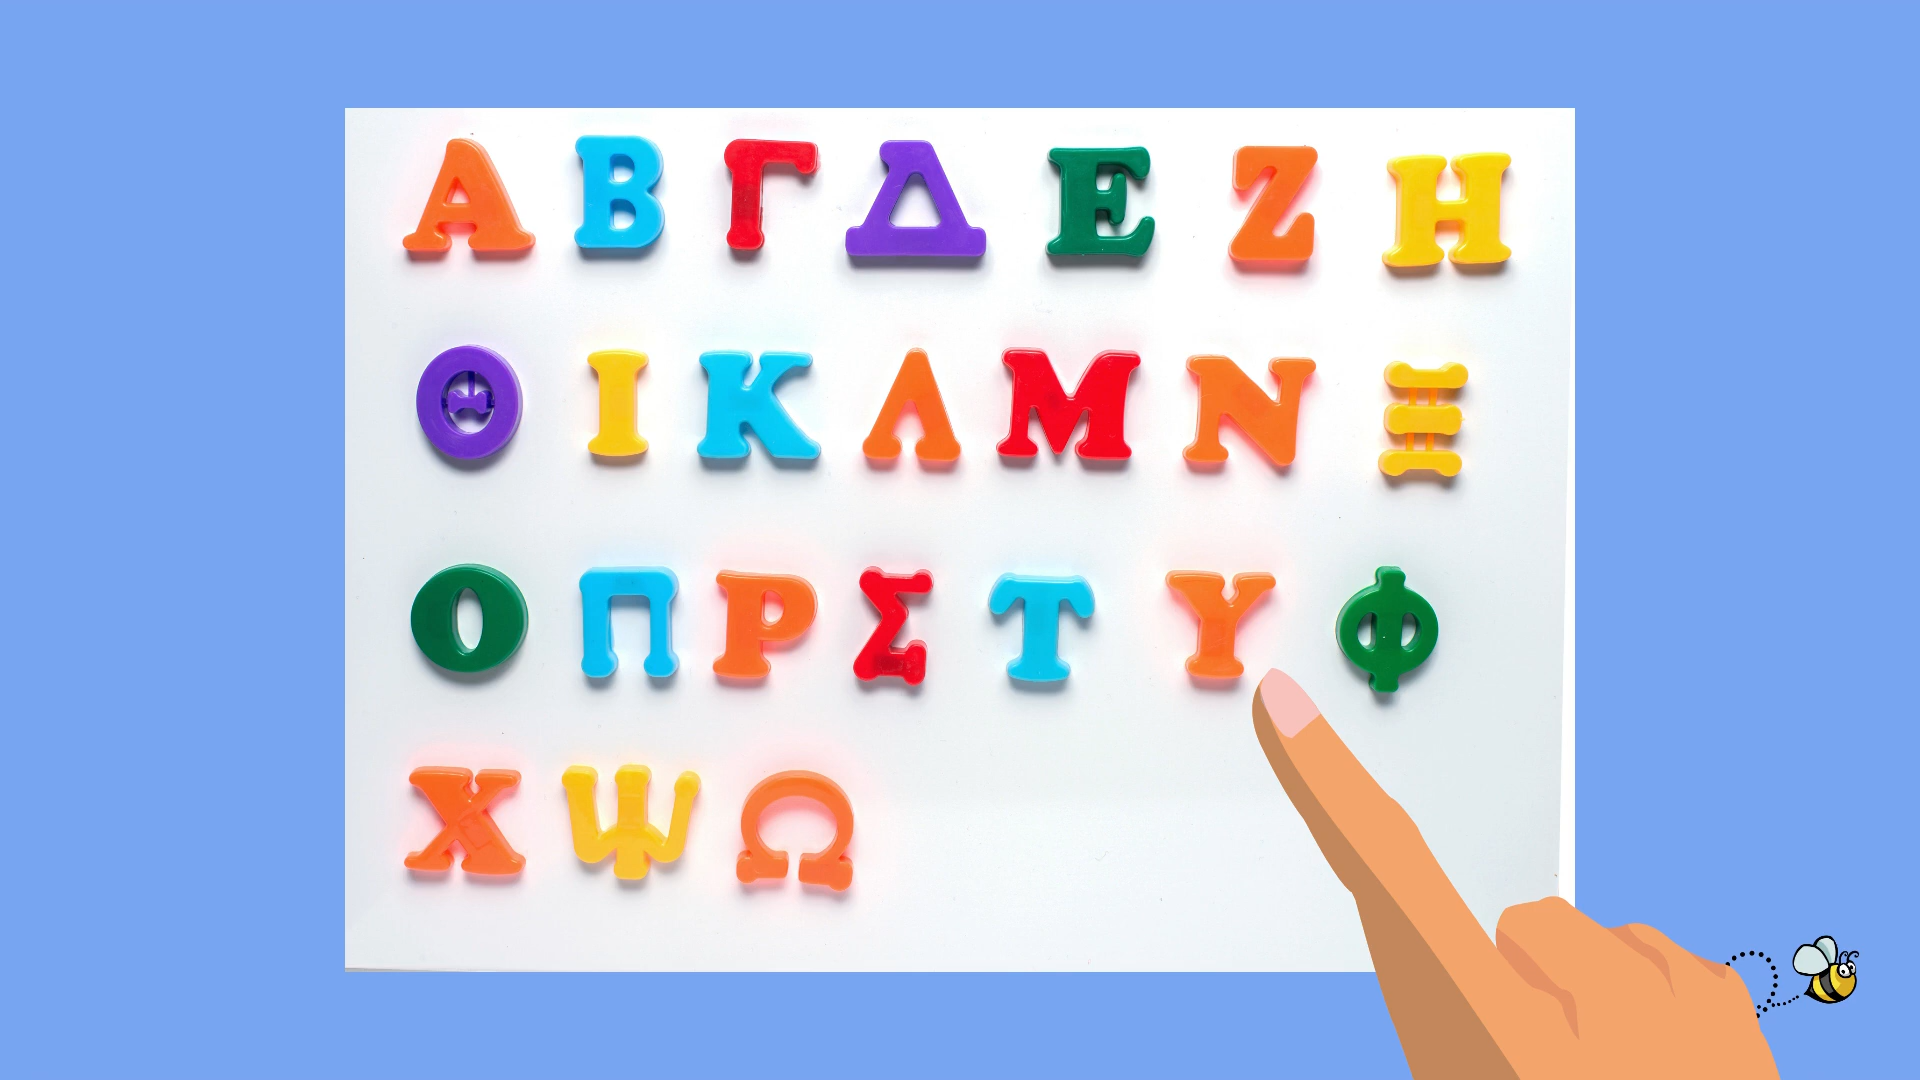 Α Β Γ Δ Ε Ζ Η
Θ Ι Κ Λ Μ Ν Ξ
Ο Π Ρ Σ Τ Υ Φ
Χ Ψ Ω